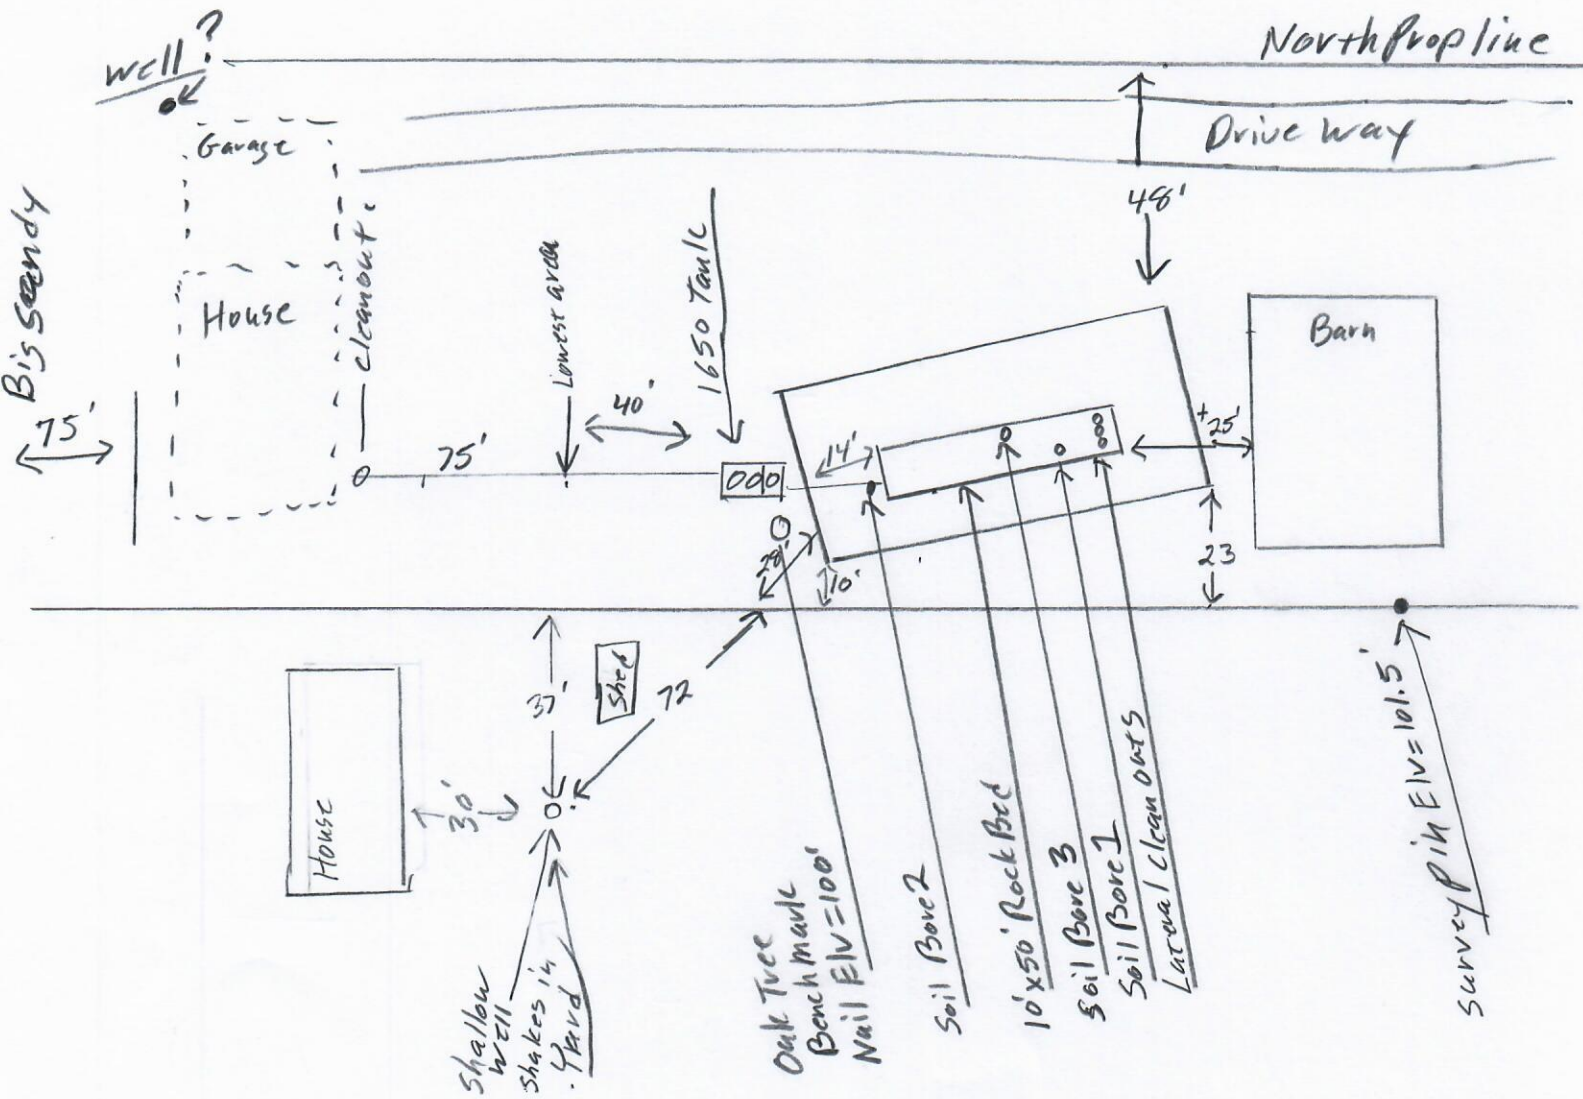 North Prop line
well?
Drive way
Garage
48'
Big Sandy
cleanout
Lowest area
1650 Tank
House
Barn
40'
75'
75'
14'
+25'
28'
10'
23
37'
Shed
72
30'
House
Shallow
well
Shakes in
Yard
Oak Tree
Bench mark
Nail Elv=100'
Soil Bore 2
10'x50' Rock Bed
Soil Bore 3
Soil Bore 1
Lateral Clean outs
Survey Pin Elv=101.5'